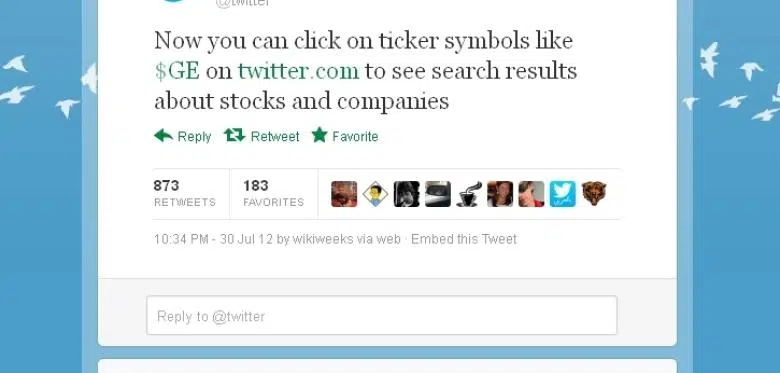 @twitter
Now you can click on ticker symbols like
$GE on twitter.com to see search results
about stocks and companies
Reply Retweet Favorite
873 183
RETWEETS FAVORITES
10:34 PM - 30 Jul 12 by wikiweeks via web · Embed this Tweet
Reply to @twitter